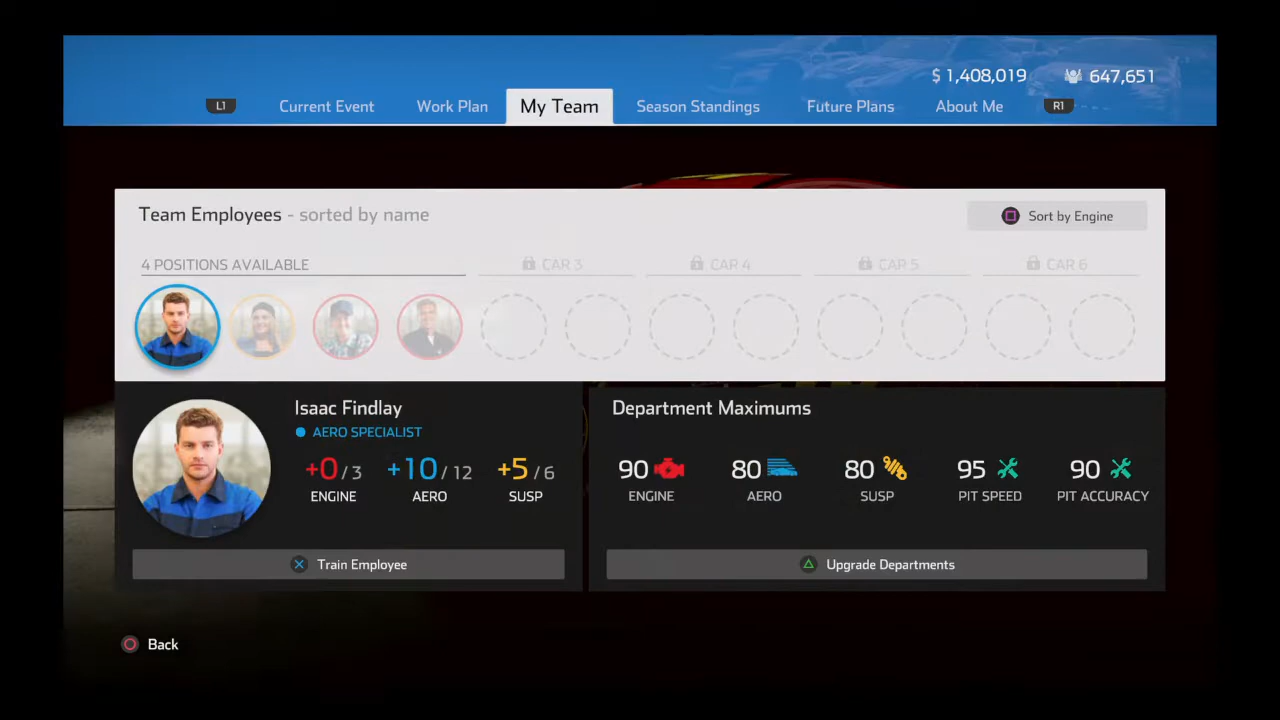 $ 1,408,019 647,651
L1 Current Event Work Plan My Team Season Standings Future Plans About Me R1
Team Employees - sorted by name
Sort by Engine
4 POSITIONS AVAILABLE CAR 3 CAR 4 CAR 5 CAR 6
Isaac Findlay
AERO SPECIALIST
+0/3 +10/12 +5/6
ENGINE AERO SUSP
Train Employee
Department Maximums
90 80 80 95 90
ENGINE AERO SUSP PIT SPEED PIT ACCURACY
Upgrade Departments
Back